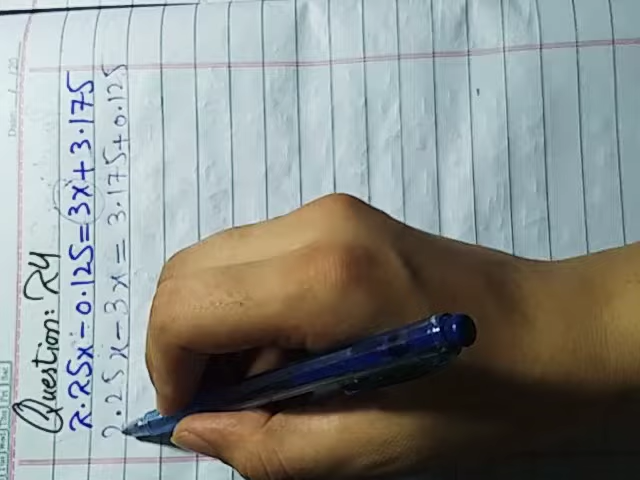 Question: 24
2.25x - 0.125 = 3x + 3.175
2.25x - 3x = 3.175 + 0.125